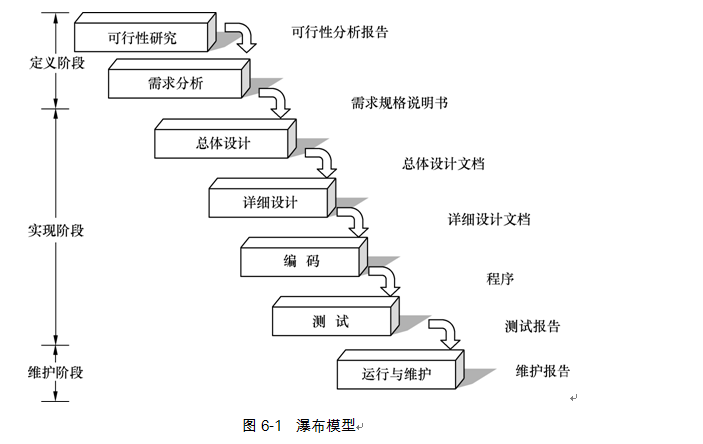 可行性研究
可行性分析报告
定义阶段
需求分析
需求规格说明书
总体设计
总体设计文档
详细设计
详细设计文档
实现阶段
编 码
程序
测 试
测试报告
维护阶段
运行与维护
维护报告
图 6-1 瀑布模型